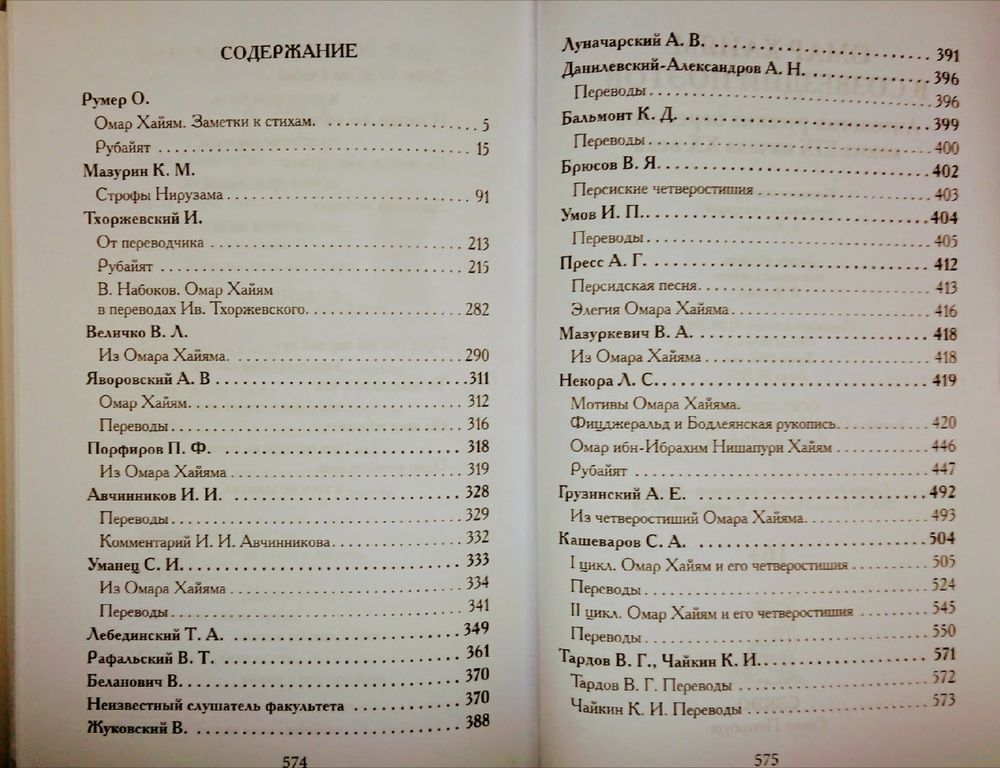 СОДЕРЖАНИЕ
Румер О.
Омар Хайям. Заметки к стихам. 5
Рубайят 15
Мазурин К. М.
Строфы Нирузама 91
Тхоржевский И.
От переводчика 213
Рубайят 215
В. Набоков. Омар Хайям
в переводах Ив. Тхоржевского. 282
Величко В. Л.
Из Омара Хайяма. 290
Яворовский А. В 311
Омар Хайям. 312
Переводы 316
Порфиров П. Ф. 318
Из Омара Хайяма 319
Авчинников И. И. 328
Переводы 329
Комментарий И. И. Авчинникова 332
Уманец С. И. 333
Из Омара Хайяма 334
Переводы 341
Лебединский Т. А. 349
Рафальский В. Т. 361
Беланович В. 370
Неизвестный слушатель факультета 370
Жуковский В. 388
574
Луначарский А. В. 391
Данилевский-Александров А. Н. 396
Переводы 396
Бальмонт К. Д. 399
Переводы 400
Брюсов В. Я. 402
Персиские четверостишия 403
Умов И. П. 404
Переводы 405
Пресс А. Г. 412
Персидская песня. 413
Элегия Омара Хайяма 416
Мазуркевич В. А. 418
Из Омара Хайяма 418
Некора Л. С. 419
Мотивы Омара Хайяма.
Фицджеральд и Бодлеянская рукопись. 420
Омар ибн-Ибрахим Нишапури Хайям 446
Рубайят 447
Грузинский А. Е. 492
Из четверостиший Омара Хайяма. 493
Кашеваров С. А. 504
I цикл. Омар Хайям и его четверостишия 505
Переводы 524
II цикл. Омар Хайям и его четверостишия 545
Переводы 550
Тардов В. Г., Чайкин К. И. 571
Тардов В. Г. Переводы 572
Чайкин К. И. Переводы 573
575